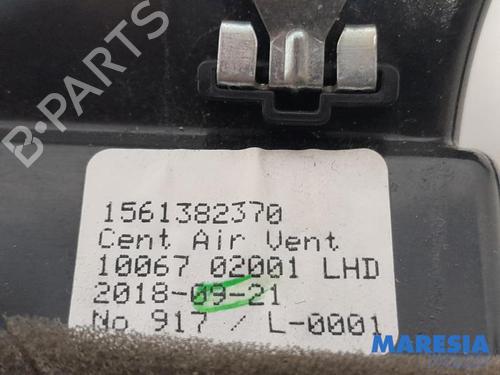 B-PARTS
1561382370
Cent Air Vent
10067 02001 LHD
2018-09-21
No 917 / L-0001
MARESIA